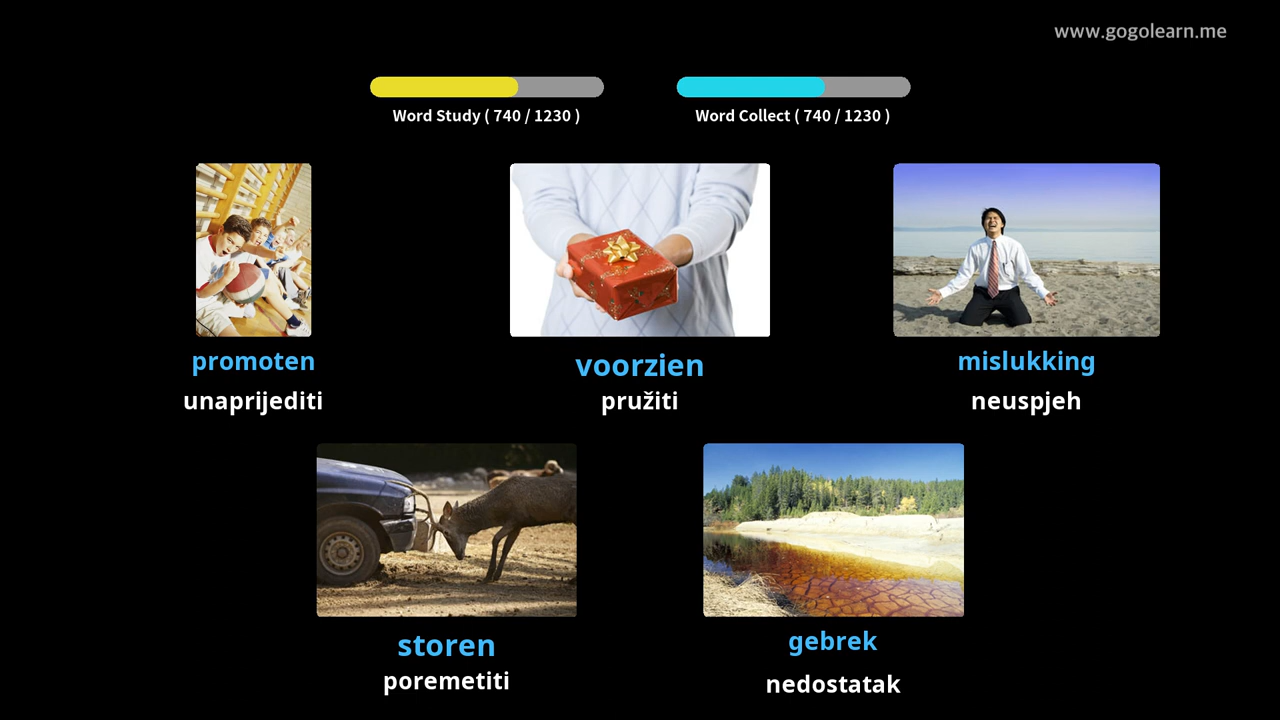 www.gogolearn.me
Word Study ( 740 / 1230 )
Word Collect ( 740 / 1230 )
promoten
unaprijediti
voorzien
pružiti
mislukking
neuspjeh
storen
poremetiti
gebrek
nedostatak